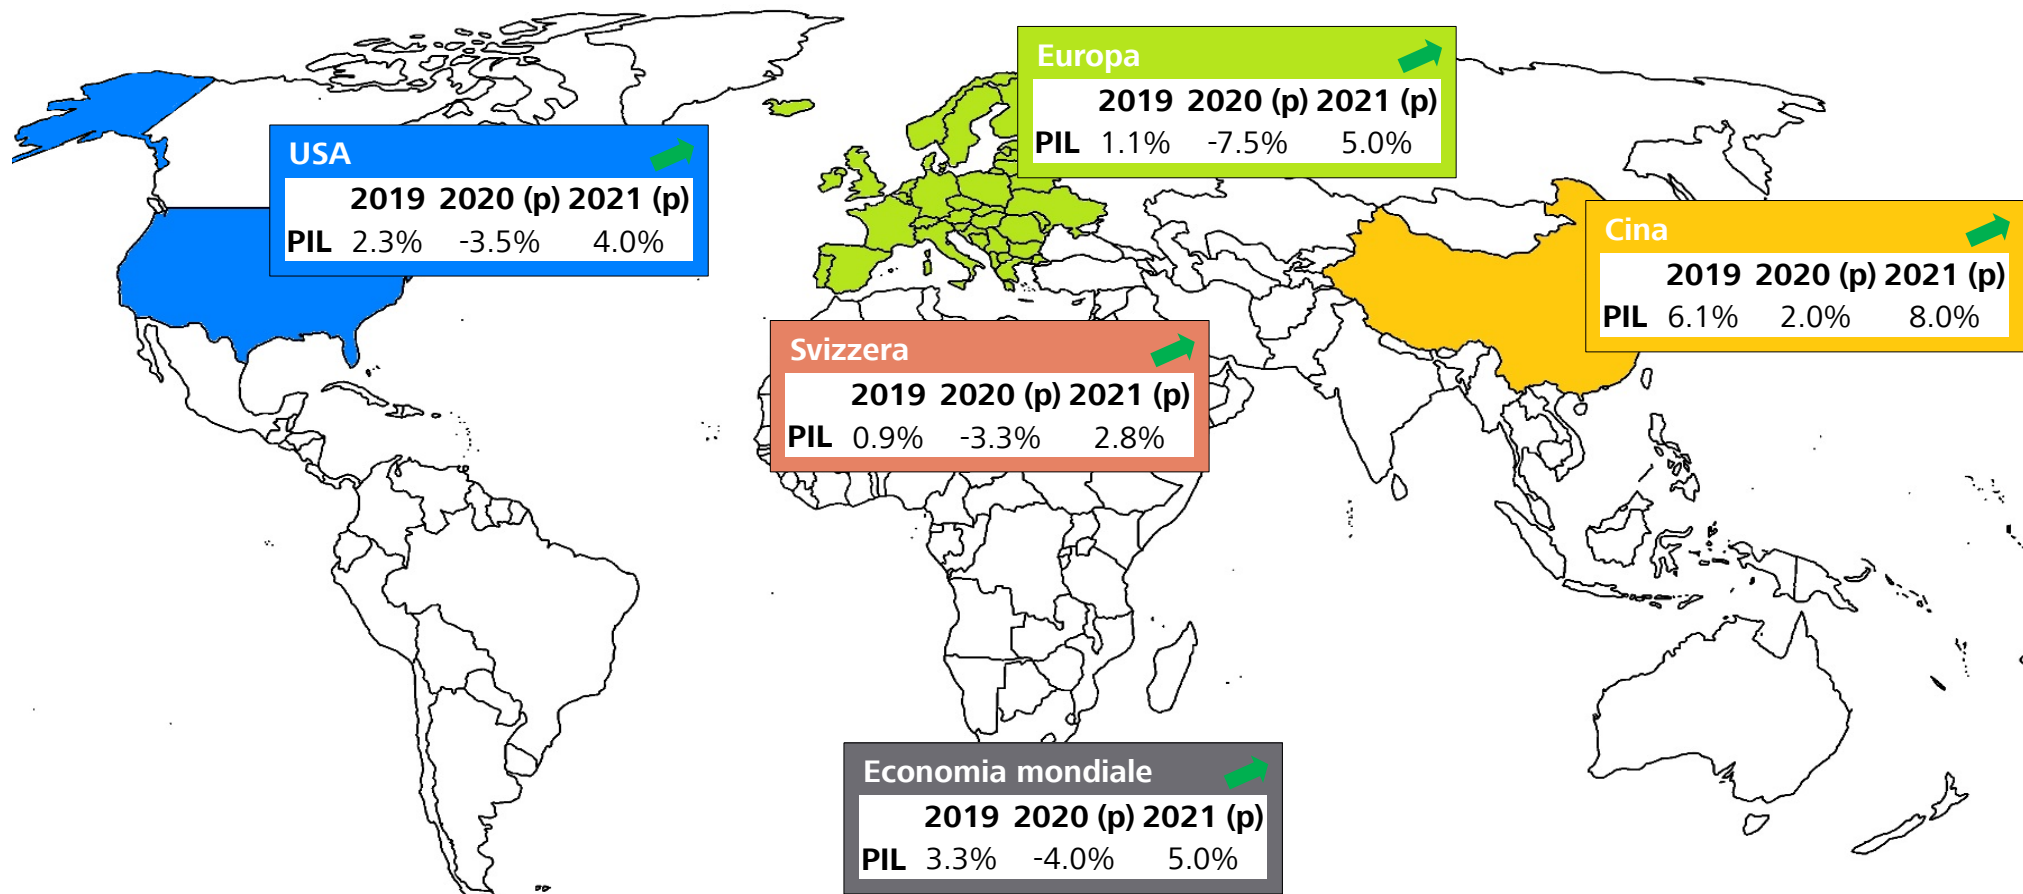 Europa
2019 2020 (p) 2021 (p)
PIL 1.1% -7.5% 5.0%
USA
2019 2020 (p) 2021 (p)
PIL 2.3% -3.5% 4.0%
Cina
2019 2020 (p) 2021 (p)
PIL 6.1% 2.0% 8.0%
Svizzera
2019 2020 (p) 2021 (p)
PIL 0.9% -3.3% 2.8%
Economia mondiale
2019 2020 (p) 2021 (p)
PIL 3.3% -4.0% 5.0%